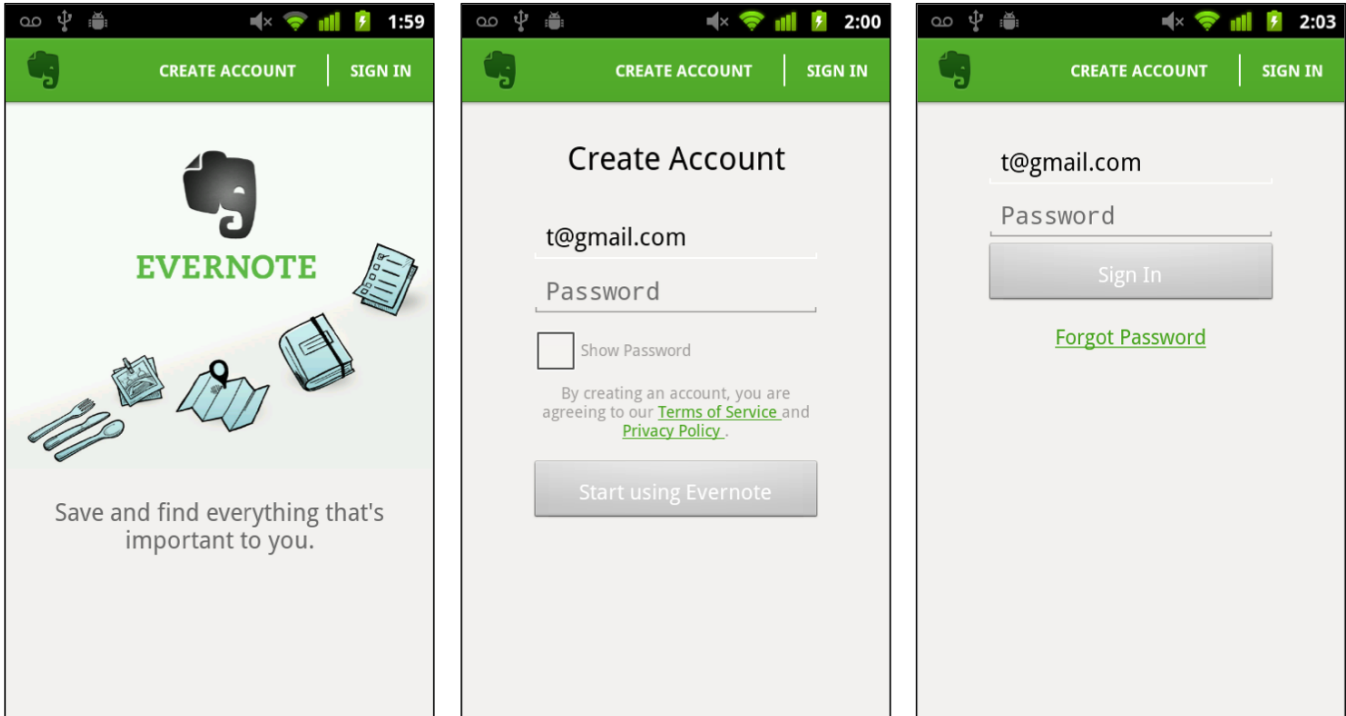 1:59
CREATE ACCOUNT
SIGN IN
EVERNOTE
Save and find everything that's
important to you.
2:00
CREATE ACCOUNT
SIGN IN
Create Account
t@gmail.com
Password
Show Password
By creating an account, you are
agreeing to our Terms of Service and
Privacy Policy .
Start using Evernote
2:03
CREATE ACCOUNT
SIGN IN
t@gmail.com
Password
Sign In
Forgot Password